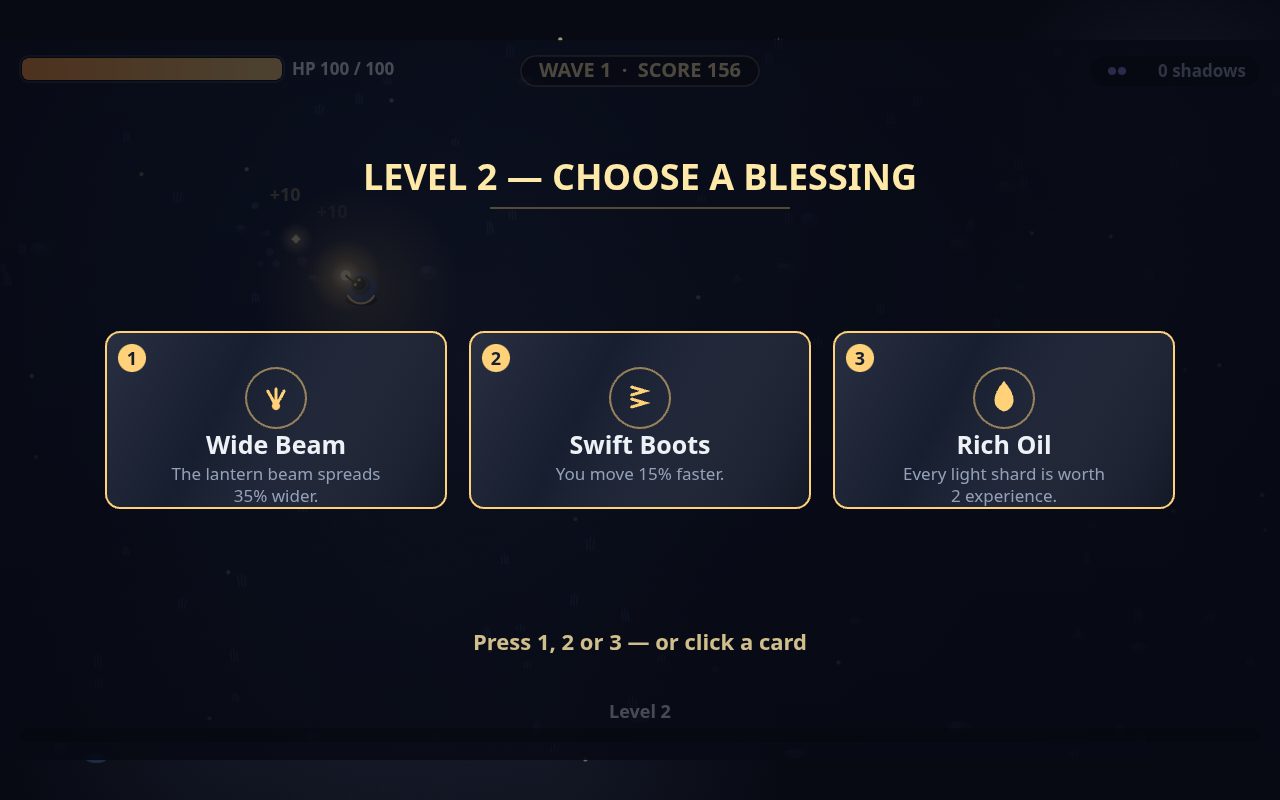 HP 100 / 100
WAVE 1 · SCORE 156
0 shadows
LEVEL 2 — CHOOSE A BLESSING
+10
+10
1
Wide Beam
The lantern beam spreads
35% wider.
2
Swift Boots
You move 15% faster.
3
Rich Oil
Every light shard is worth
2 experience.
Press 1, 2 or 3 — or click a card
Level 2